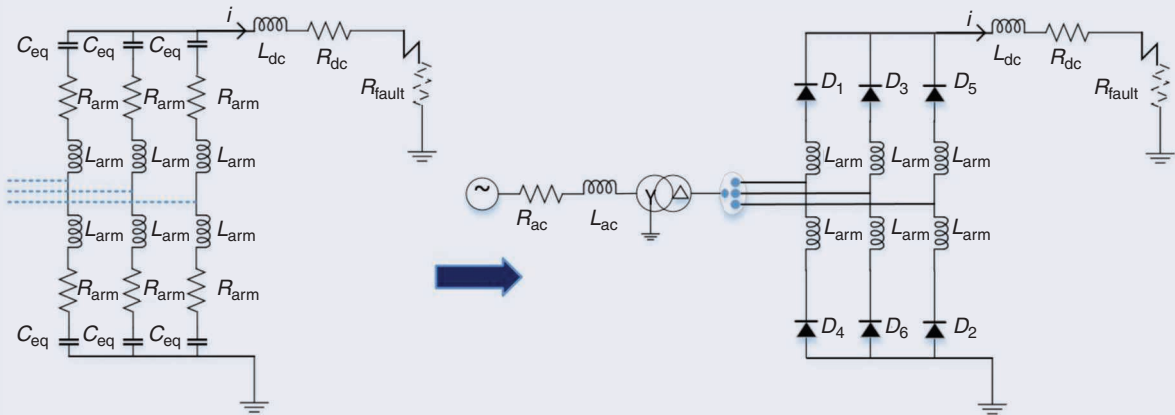 i
C_eq C_eq C_eq
L_dc
R_dc
R_fault
R_arm R_arm R_arm
L_arm L_arm L_arm
L_arm L_arm L_arm
R_arm R_arm R_arm
C_eq C_eq C_eq
~
R_ac
L_ac
Y Δ
i
L_dc
R_dc
R_fault
D_1 D_3 D_5
L_arm L_arm L_arm
L_arm L_arm L_arm
D_4 D_6 D_2